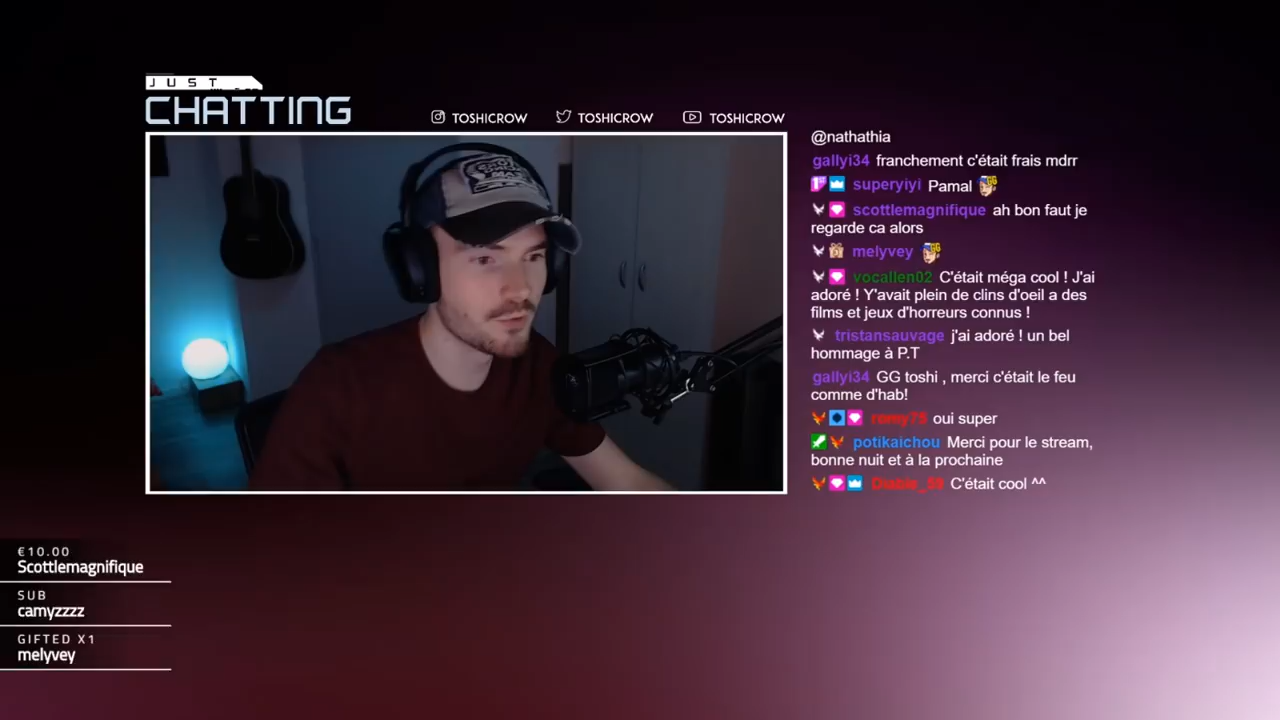 JUST
CHATTING
TOSHICROW TOSHICROW TOSHICROW
@nathathia
gallyi34 franchement c'était frais mdrr
superyiyi Pamal
scottlemagnifique ah bon faut je
regarde ca alors
melyvey
vocallen02 C'était méga cool ! J'ai
adoré ! Y'avait plein de clins d'oeil a des
films et jeux d'horreurs connus !
tristansauvage j'ai adoré ! un bel
hommage à P.T
gallyi34 GG toshi , merci c'était le feu
comme d'hab!
romy75 oui super
potikaichou Merci pour le stream,
bonne nuit et à la prochaine
Diable_59 C'était cool ^^
€10.00
Scottlemagnifique
SUB
camyzzzz
GIFTED X1
melyvey